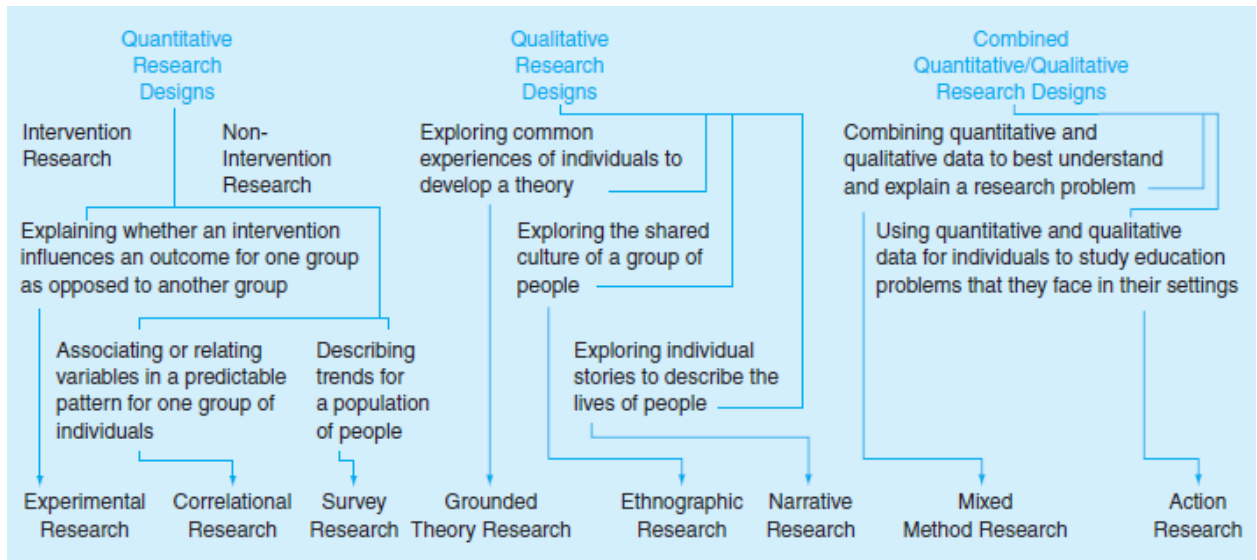 Quantitative
Research
Designs
Intervention
Research
Non-
Intervention
Research
Explaining whether an intervention
influences an outcome for one group
as opposed to another group
Associating or relating
variables in a predictable
pattern for one group of
individuals
Describing
trends for
a population
of people
Experimental
Research
Correlational
Research
Survey
Research
Qualitative
Research
Designs
Exploring common
experiences of individuals to
develop a theory
Exploring the shared
culture of a group of
people
Exploring individual
stories to describe the
lives of people
Grounded
Theory Research
Ethnographic
Research
Narrative
Research
Combined
Quantitative/Qualitative
Research Designs
Combining quantitative and
qualitative data to best understand
and explain a research problem
Using quantitative and qualitative
data for individuals to study education
problems that they face in their settings
Mixed
Method Research
Action
Research